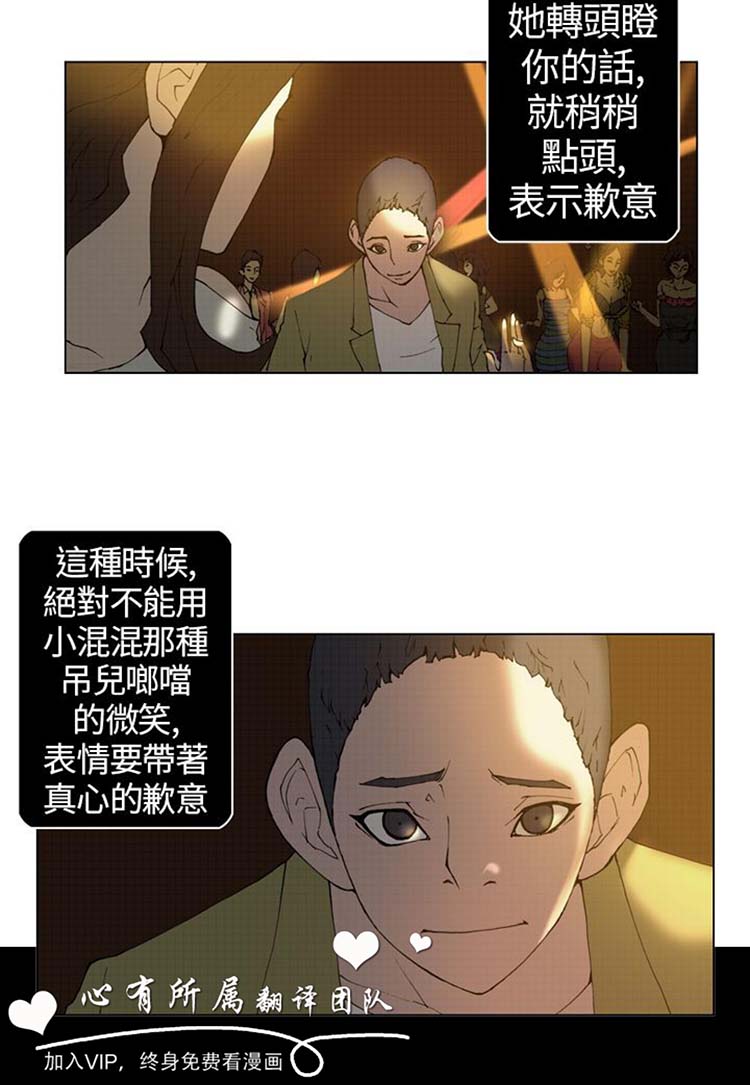 她轉頭瞪
你的話,
就稍稍
點頭,
表示歉意
這種時候,
絕對不能用
小混混那種
吊兒啷噹
的微笑,
表情要帶著
真心的歉意
心有所属翻译团队
加入VIP，终身免费看漫画